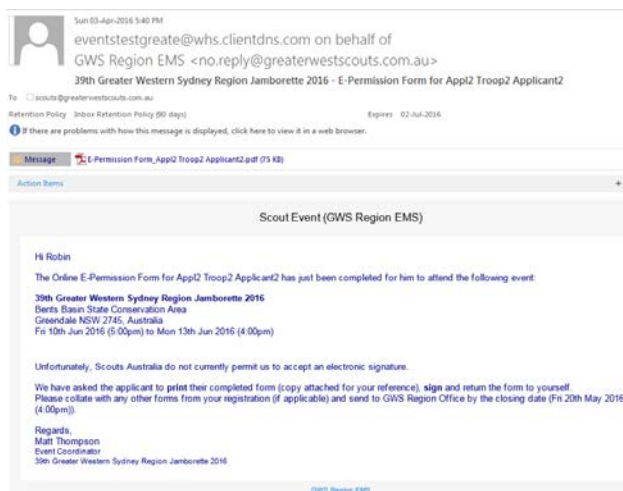 Sun 03-Apr-2016 5:40 PM
eventstestgreate@whs.clientdns.com on behalf of
GWS Region EMS <no.reply@greaterwestscouts.com.au>
39th Greater Western Sydney Region Jamborette 2016 - E-Permission Form for Appl2 Troop2 Applicant2
To scouts@greaterwestscouts.com.au
Retention Policy Inbox Retention Policy (90 days) Expires 02-Jul-2016
If there are problems with how this message is displayed, click here to view it in a web browser.
Message E-Permission Form_Appl2 Troop2 Applicant2.pdf (75 KB)
Action Items +
Scout Event (GWS Region EMS)
Hi Robin
The Online E-Permission Form for Appl2 Troop2 Applicant2 has just been completed for him to attend the following event:
39th Greater Western Sydney Region Jamborette 2016
Bents Basin State Conservation Area
Greendale NSW 2745, Australia
Fri 10th Jun 2016 (5:00pm) to Mon 13th Jun 2016 (4:00pm)
Unfortunately, Scouts Australia do not currently permit us to accept an electronic signature.
We have asked the applicant to print their completed form (copy attached for your reference), sign and return the form to yourself.
Please collate with any other forms from your registration (if applicable) and send to GWS Region Office by the closing date (Fri 20th May 2016
(4:00pm)).
Regards,
Matt Thompson
Event Coordinator
39th Greater Western Sydney Region Jamborette 2016
GWS Region EMS